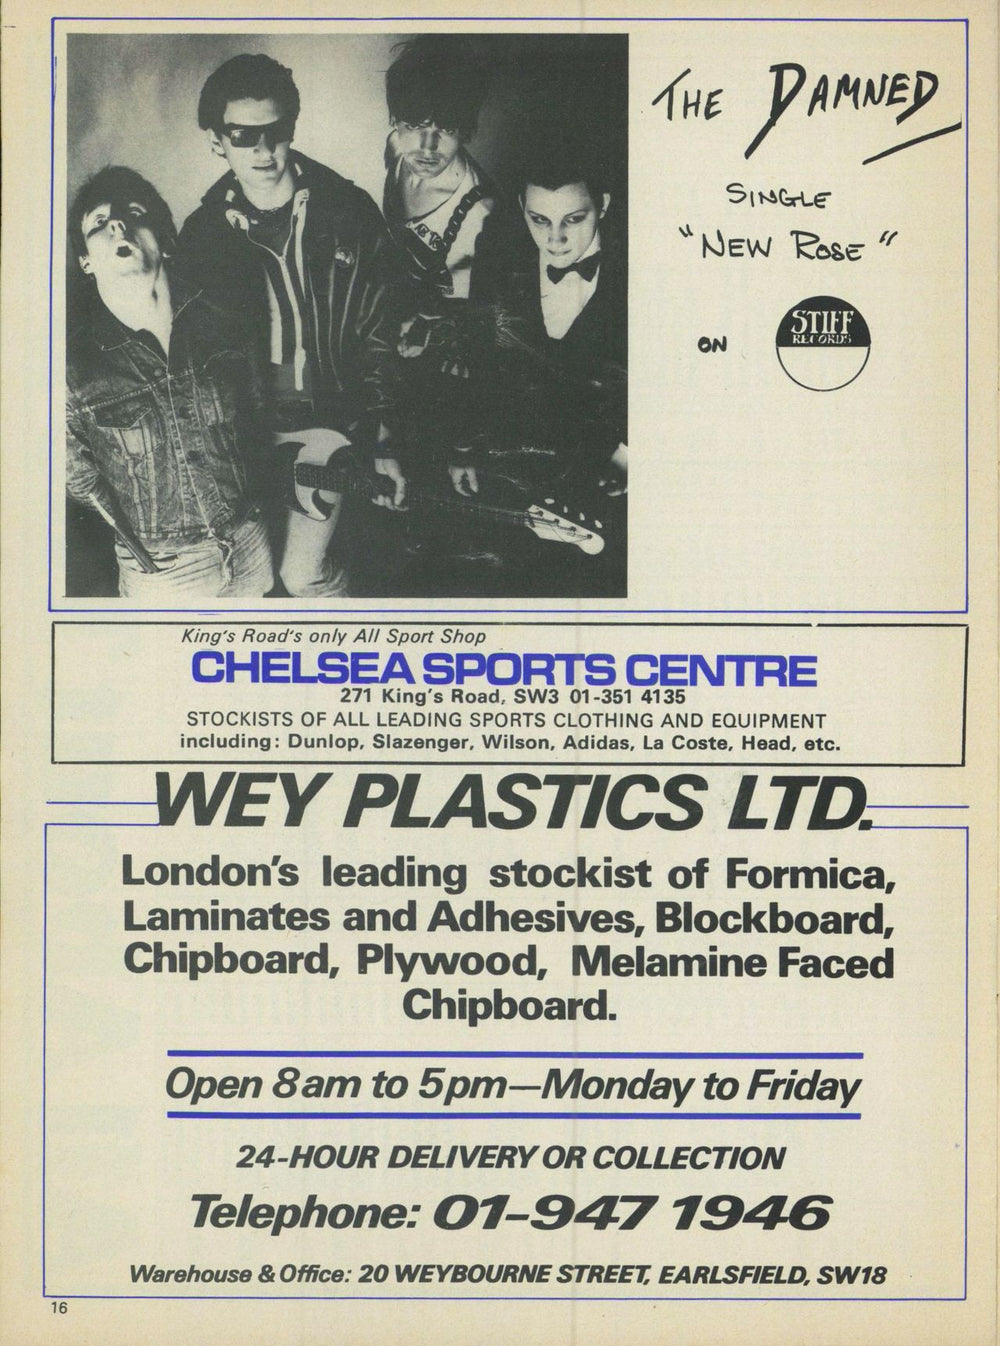 THE DAMNED
SINGLE
"NEW ROSE"
ON
STIFF
RECORDS
King's Road's only All Sport Shop
CHELSEA SPORTS CENTRE
271 King's Road, SW3 01-351 4135
STOCKISTS OF ALL LEADING SPORTS CLOTHING AND EQUIPMENT
including: Dunlop, Slazenger, Wilson, Adidas, La Coste, Head, etc.
WEY PLASTICS LTD.
London's leading stockist of Formica,
Laminates and Adhesives, Blockboard,
Chipboard, Plywood, Melamine Faced
Chipboard.
Open 8am to 5pm—Monday to Friday
24-HOUR DELIVERY OR COLLECTION
Telephone: 01-947 1946
Warehouse & Office: 20 WEYBOURNE STREET, EARLSFIELD, SW18
16